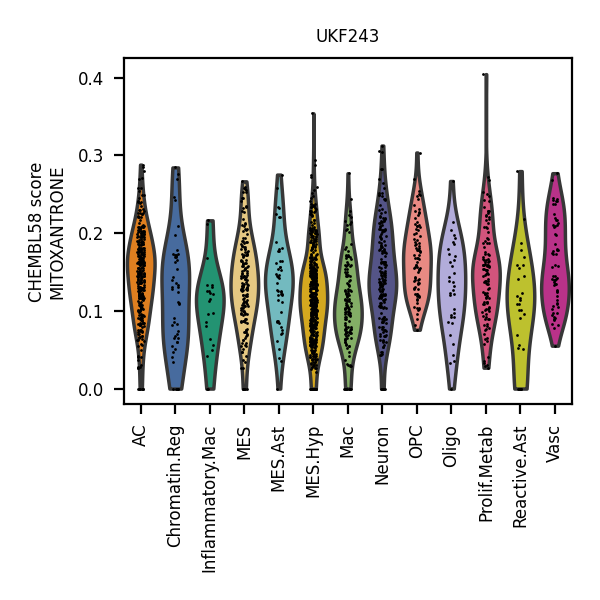 UKF243
CHEMBL58 score
MITOXANTRONE
0.4
0.3
0.2
0.1
0.0
AC
Chromatin.Reg
Inflammatory.Mac
MES
MES.Ast
MES.Hyp
Mac
Neuron
OPC
Oligo
Prolif.Metab
Reactive.Ast
Vasc